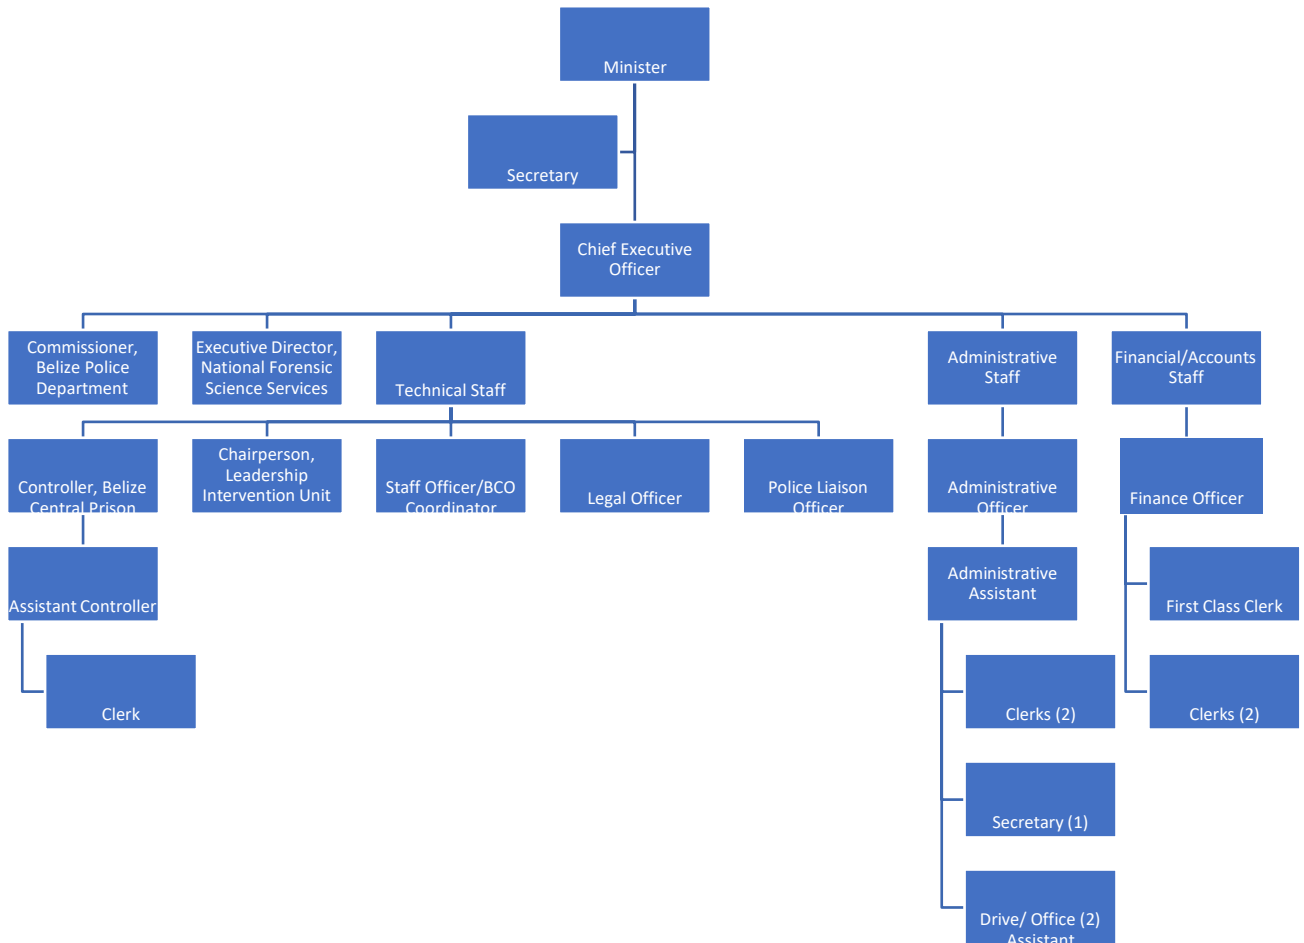 Minister
Secretary
Chief Executive
Officer
Commissioner,
Belize Police
Department
Executive Director,
National Forensic
Science Services
Technical Staff
Administrative
Staff
Financial/Accounts
Staff
Controller, Belize
Central Prison
Chairperson,
Leadership
Intervention Unit
Staff Officer/BCO
Coordinator
Legal Officer
Police Liaison
Officer
Administrative
Officer
Finance Officer
Assistant Controller
Administrative
Assistant
First Class Clerk
Clerk
Clerks (2)
Clerks (2)
Secretary (1)
Drive/ Office (2)
Assistant